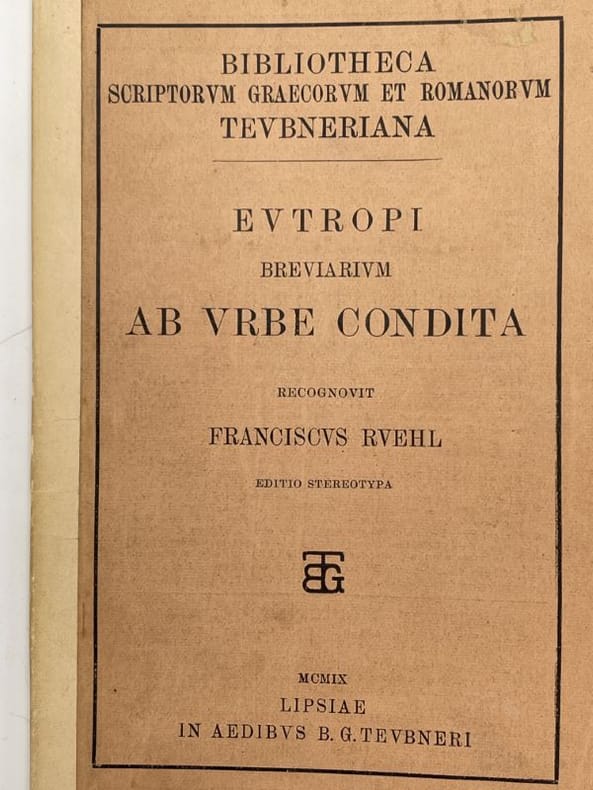 BIBLIOTHECA
SCRIPTORVM GRAECORVM ET ROMANORVM
TEVBNERIANA
EVTROPI
BREVIARIVM
AB VRBE CONDITA
RECOGNOVIT
FRANCISCVS RVEHL
EDITIO STEREOTYPA
BTG
MCMIX
LIPSIAE
IN AEDIBVS B. G. TEVBNERI